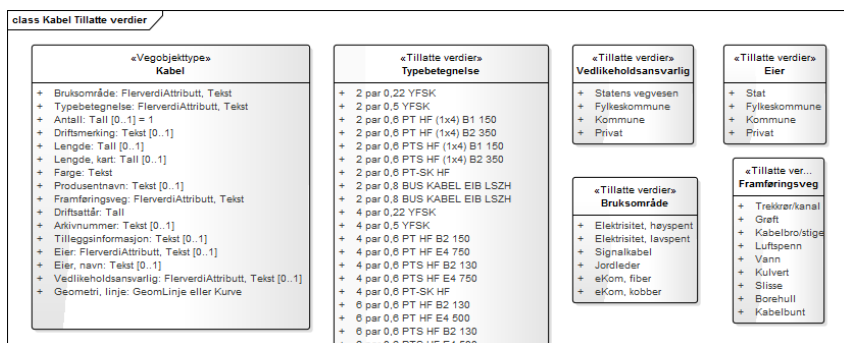 class Kabel Tillatte verdier
«Vegobjekttype»
Kabel
+ Bruksområde: FlerverdiAttributt, Tekst
+ Typebetegnelse: FlerverdiAttributt, Tekst
+ Antall: Tall [0..1] = 1
+ Driftsmerking: Tekst [0..1]
+ Lengde: Tall [0..1]
+ Lengde, kart: Tall [0..1]
+ Farge: Tekst
+ Produsentnavn: Tekst [0..1]
+ Framføringsveg: FlerverdiAttributt, Tekst
+ Driftsattår: Tall
+ Arkivnummer: Tekst [0..1]
+ Tilleggsinformasjon: Tekst [0..1]
+ Eier: FlerverdiAttributt, Tekst [0..1]
+ Eier, navn: Tekst [0..1]
+ Vedlikeholdsansvarlig: FlerverdiAttributt, Tekst [0..1]
+ Geometri, linje: GeomLinje eller Kurve
«Tillatte verdier»
Typebetegnelse
+ 2 par 0,22 YFSK
+ 2 par 0,5 YFSK
+ 2 par 0,6 PT HF (1x4) B1 150
+ 2 par 0,6 PT HF (1x4) B2 350
+ 2 par 0,6 PTS HF (1x4) B1 150
+ 2 par 0,6 PTS HF (1x4) B2 350
+ 2 par 0,6 PT-SK HF
+ 2 par 0,8 BUS KABEL EIB LSZH
+ 2 par 0,8 BUS KABEL EIB LSZH
+ 4 par 0,22 YFSK
+ 4 par 0,5 YFSK
+ 4 par 0,6 PT HF B2 150
+ 4 par 0,6 PT HF E4 750
+ 4 par 0,6 PTS HF B2 130
+ 4 par 0,6 PTS HF E4 750
+ 4 par 0,6 PT-SK HF
+ 6 par 0,6 PT HF B2 130
+ 6 par 0,6 PT HF E4 500
+ 6 par 0,6 PTS HF B2 130
«Tillatte verdier»
Vedlikeholdsansvarlig
+ Statens vegvesen
+ Fylkeskommune
+ Kommune
+ Privat
«Tillatte verdier»
Eier
+ Stat
+ Fylkeskommune
+ Kommune
+ Privat
«Tillatte verdier»
Bruksområde
+ Elektrisitet, høyspent
+ Elektrisitet, lavspent
+ Signalkabel
+ Jordleder
+ eKom, fiber
+ eKom, kobber
«Tillatte ver...
Framføringsveg
+ Trekkrør/kanal
+ Grøft
+ Kabelbro/stige
+ Luftspenn
+ Vann
+ Kulvert
+ Slisse
+ Borehull
+ Kabelbunt